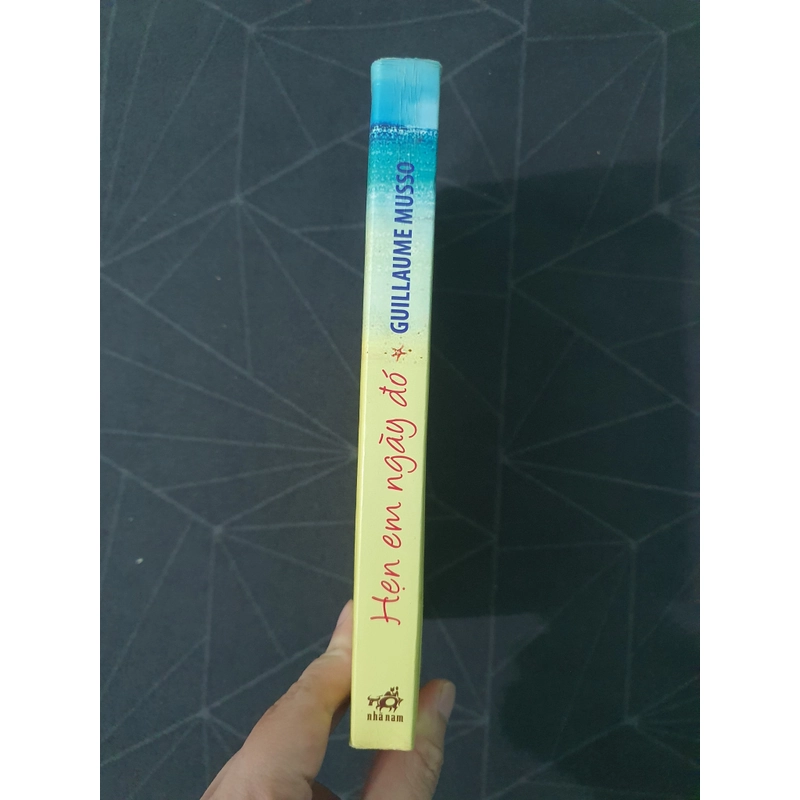 GUILLAUME MUSSO
Hẹn em ngày đó
nhã nam